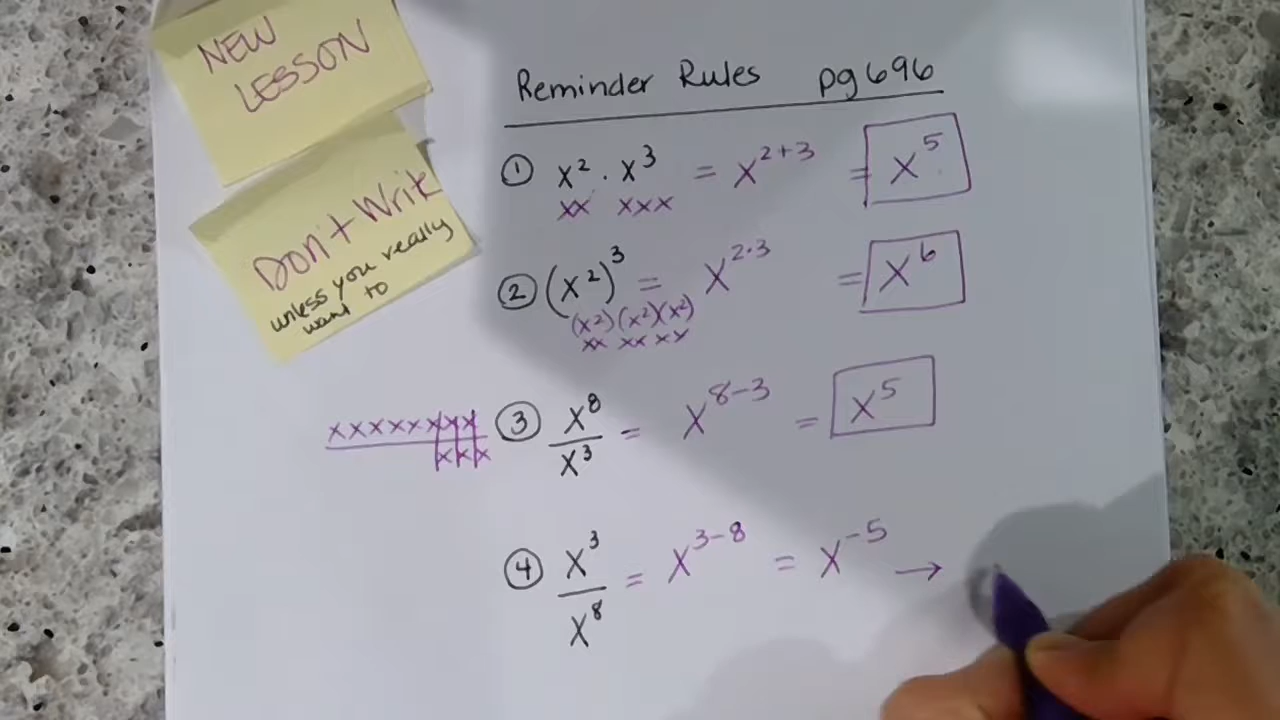 NEW
LESSON
Don't Write
unless you really
want to
Reminder Rules pg 696
① x² · x³ = x²⁺³ = x⁵
xx xxx
② (x²)³ = x²·³ = x⁶
(x²)(x²)(x²)
xx xx xx
xxxxxxxx
xxx
③ x⁸/x³ = x⁸⁻³ = x⁵
④ x³/x⁸ = x³⁻⁸ = x⁻⁵ →